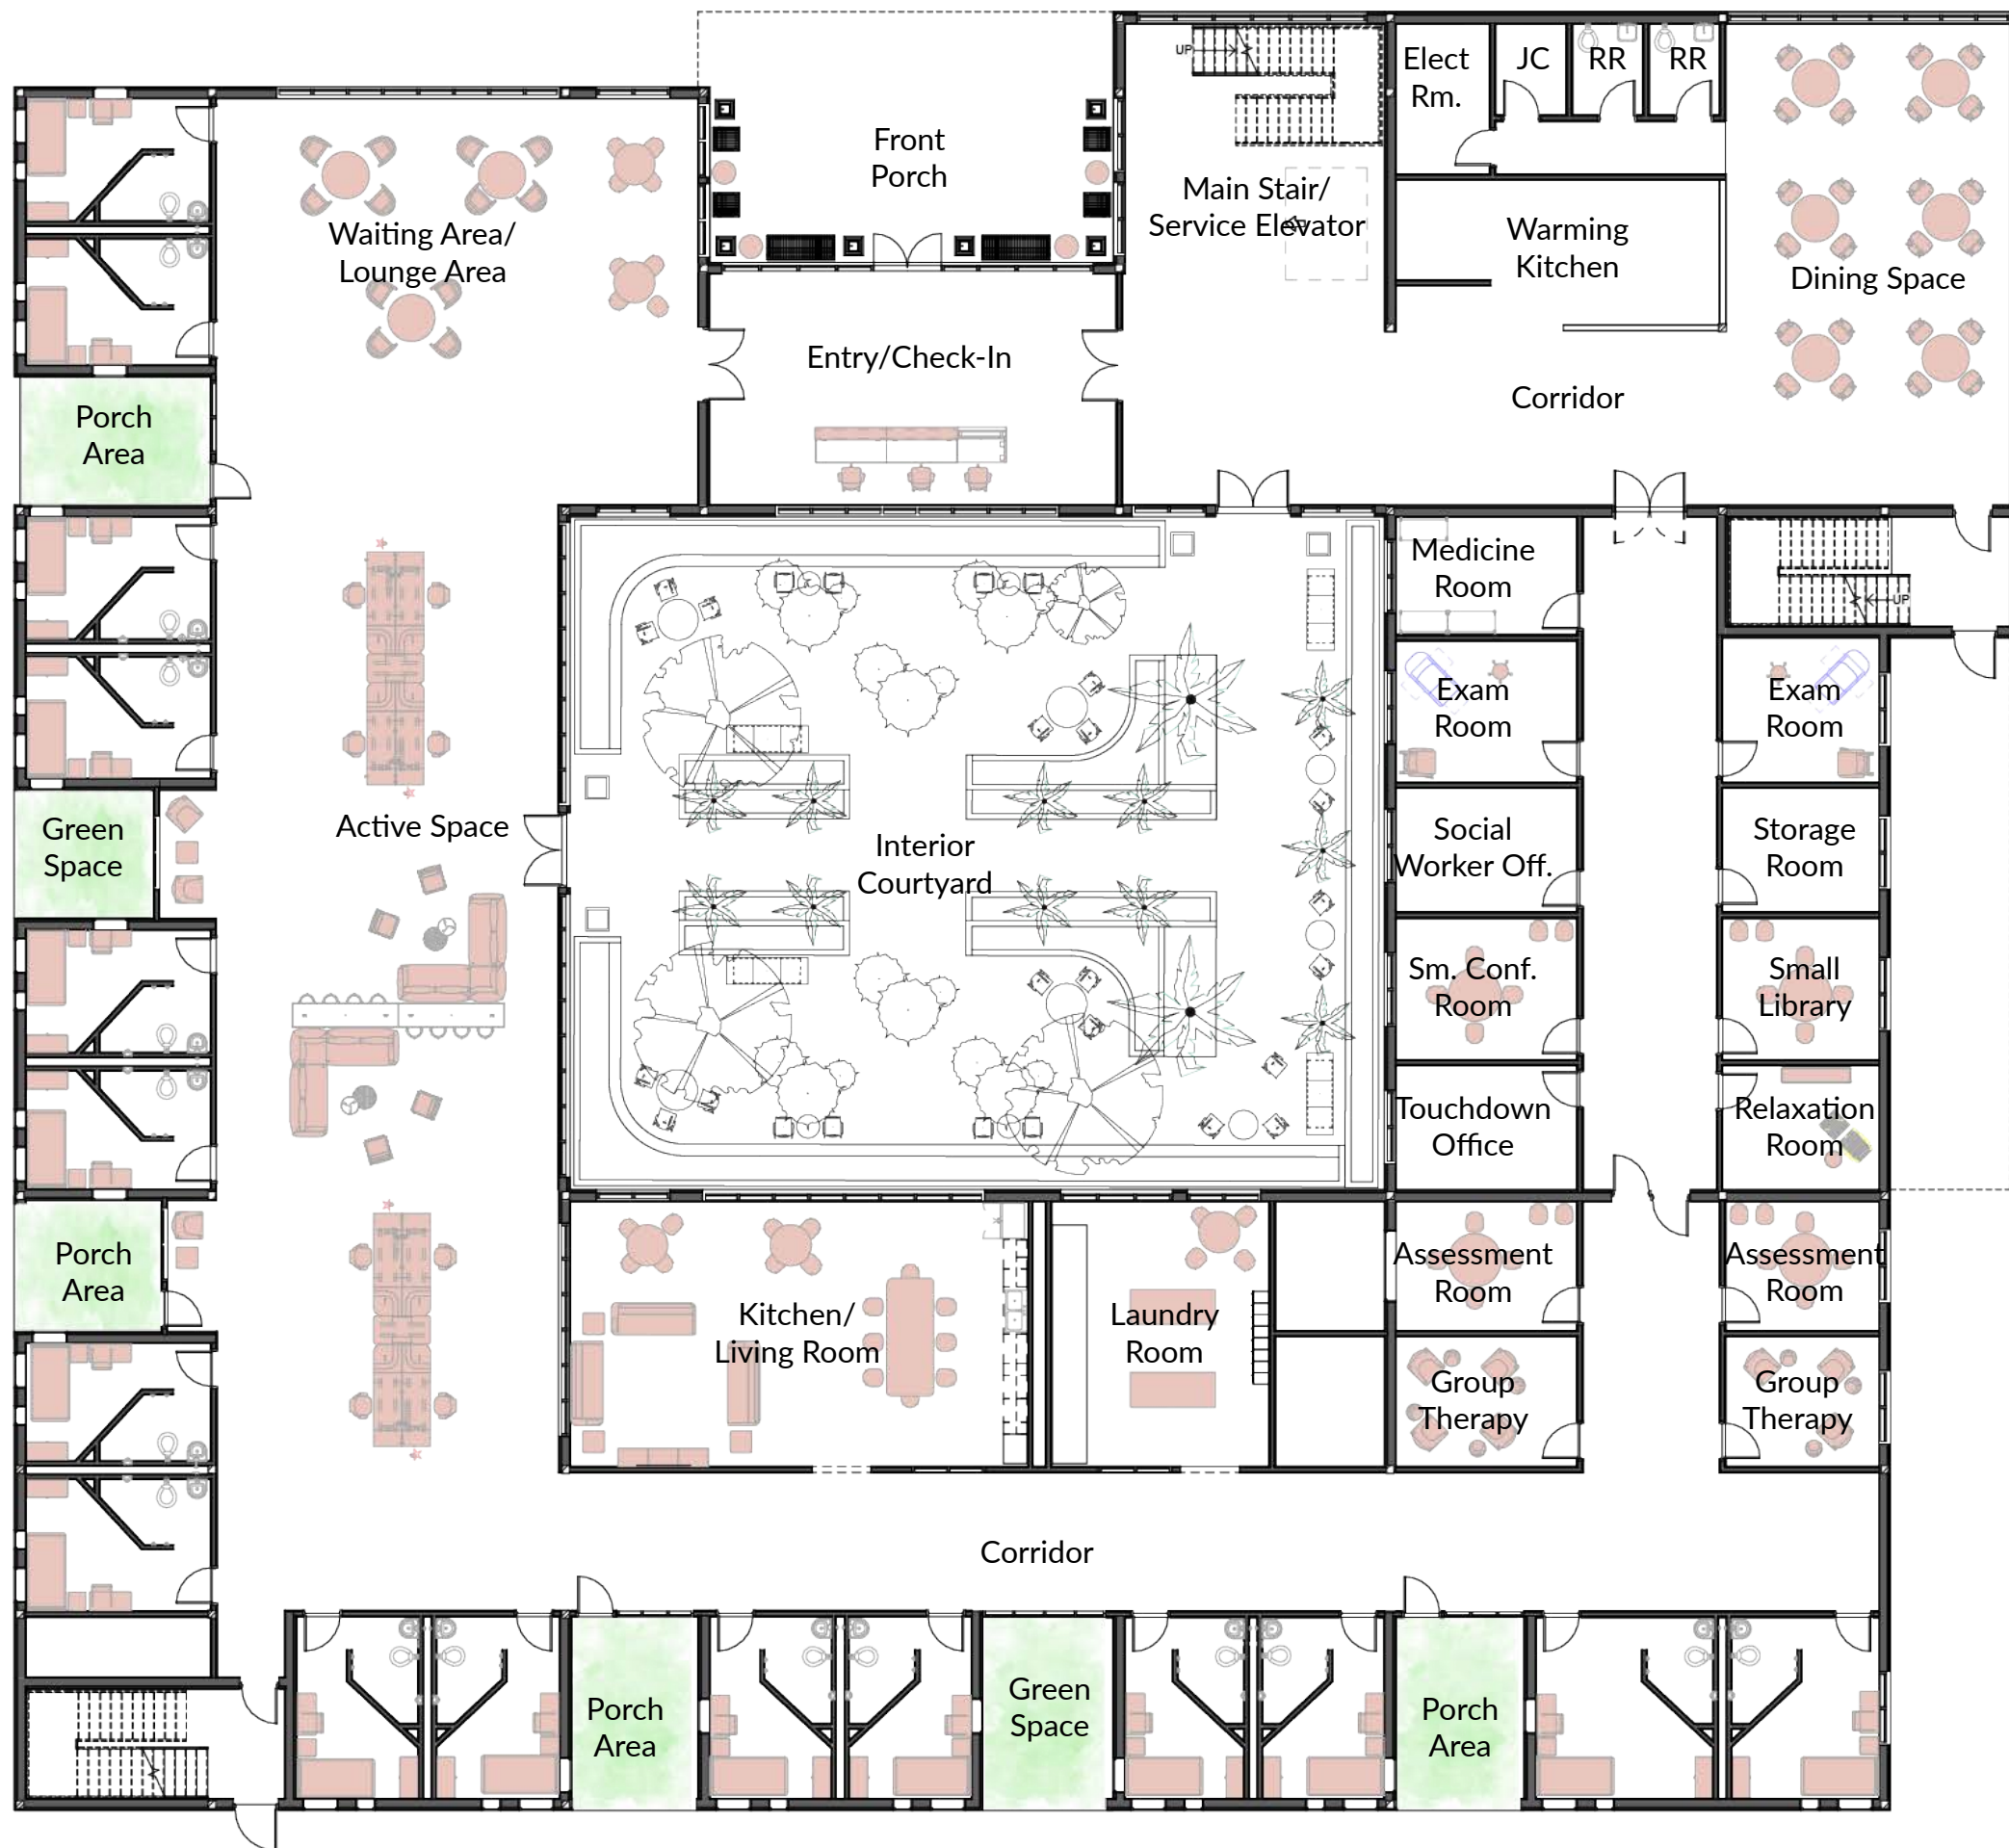 UP
Elect
Rm.
JC
RR
RR
Front
Porch
Main Stair/
Service Elevator
Waiting Area/
Lounge Area
Warming
Kitchen
Dining Space
Entry/Check-In
Corridor
Porch
Area
Medicine
Room
UP
Exam
Room
Exam
Room
Green
Space
Active Space
Interior
Courtyard
Social
Worker Off.
Storage
Room
Sm. Conf.
Room
Small
Library
Touchdown
Office
Relaxation
Room
Porch
Area
Kitchen/
Living Room
Laundry
Room
Assessment
Room
Assessment
Room
Group
Therapy
Group
Therapy
Corridor
Porch
Area
Green
Space
Porch
Area